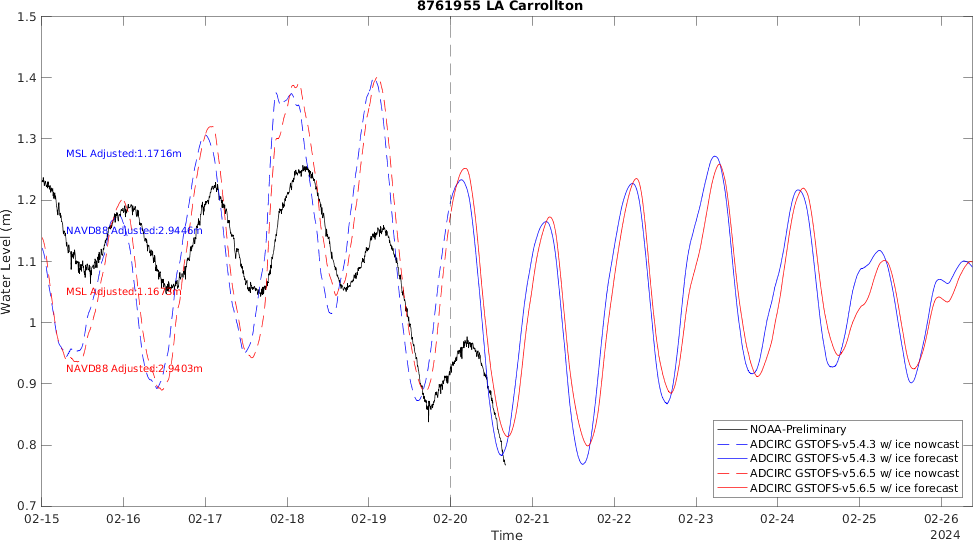 8761955 LA Carrollton
Water Level (m)
1.5
1.4
1.3
1.2
1.1
1
0.9
0.8
0.7
MSL Adjusted:1.1716m
NAVD88 Adjusted:2.9446m
MSL Adjusted:1.1673m
NAVD88 Adjusted:2.9403m
NOAA-Preliminary
ADCIRC GSTOFS-v5.4.3 w/ ice nowcast
ADCIRC GSTOFS-v5.4.3 w/ ice forecast
ADCIRC GSTOFS-v5.6.5 w/ ice nowcast
ADCIRC GSTOFS-v5.6.5 w/ ice forecast
02-15 02-16 02-17 02-18 02-19 02-20 02-21 02-22 02-23 02-24 02-25 02-26
Time
2024